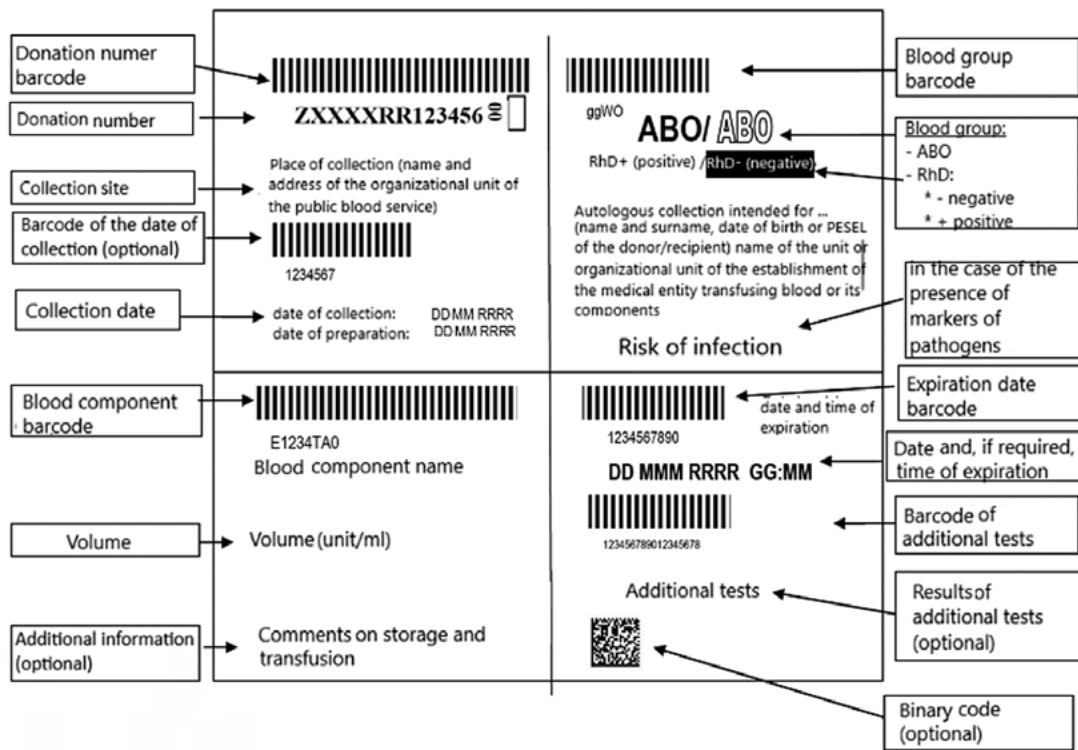 Donation numer
barcode
Donation number
Collection site
Barcode of the date of
collection (optional)
Collection date
Blood component
barcode
Volume
Additional information
(optional)
ZXXXXRR123456 00
Place of collection (name and
address of the organizational unit of
the public blood service)
1234567
date of collection: DD MM RRRR
date of preparation: DD MM RRRR
ggWO
ABO/ ABO
RhD+ (positive) /RhD- (negative)
Autologous collection intended for ...
(name and surname, date of birth or PESEL
of the donor/recipient) name of the unit or
organizational unit of the establishment of
the medical entity transfusing blood or its
components
Risk of infection
E1234TA0
Blood component name
Volume (unit/ml)
Comments on storage and
transfusion
date and time of
expiration
1234567890
DD MMM RRRR GG:MM
123456789012345678
Additional tests
Blood group
barcode
Blood group:
- ABO
- RhD:
* - negative
* + positive
in the case of the
presence of
markers of
pathogens
Expiration date
barcode
Date and, if required,
time of expiration
Barcode of
additional tests
Results of
additional tests
(optional)
Binary code
(optional)